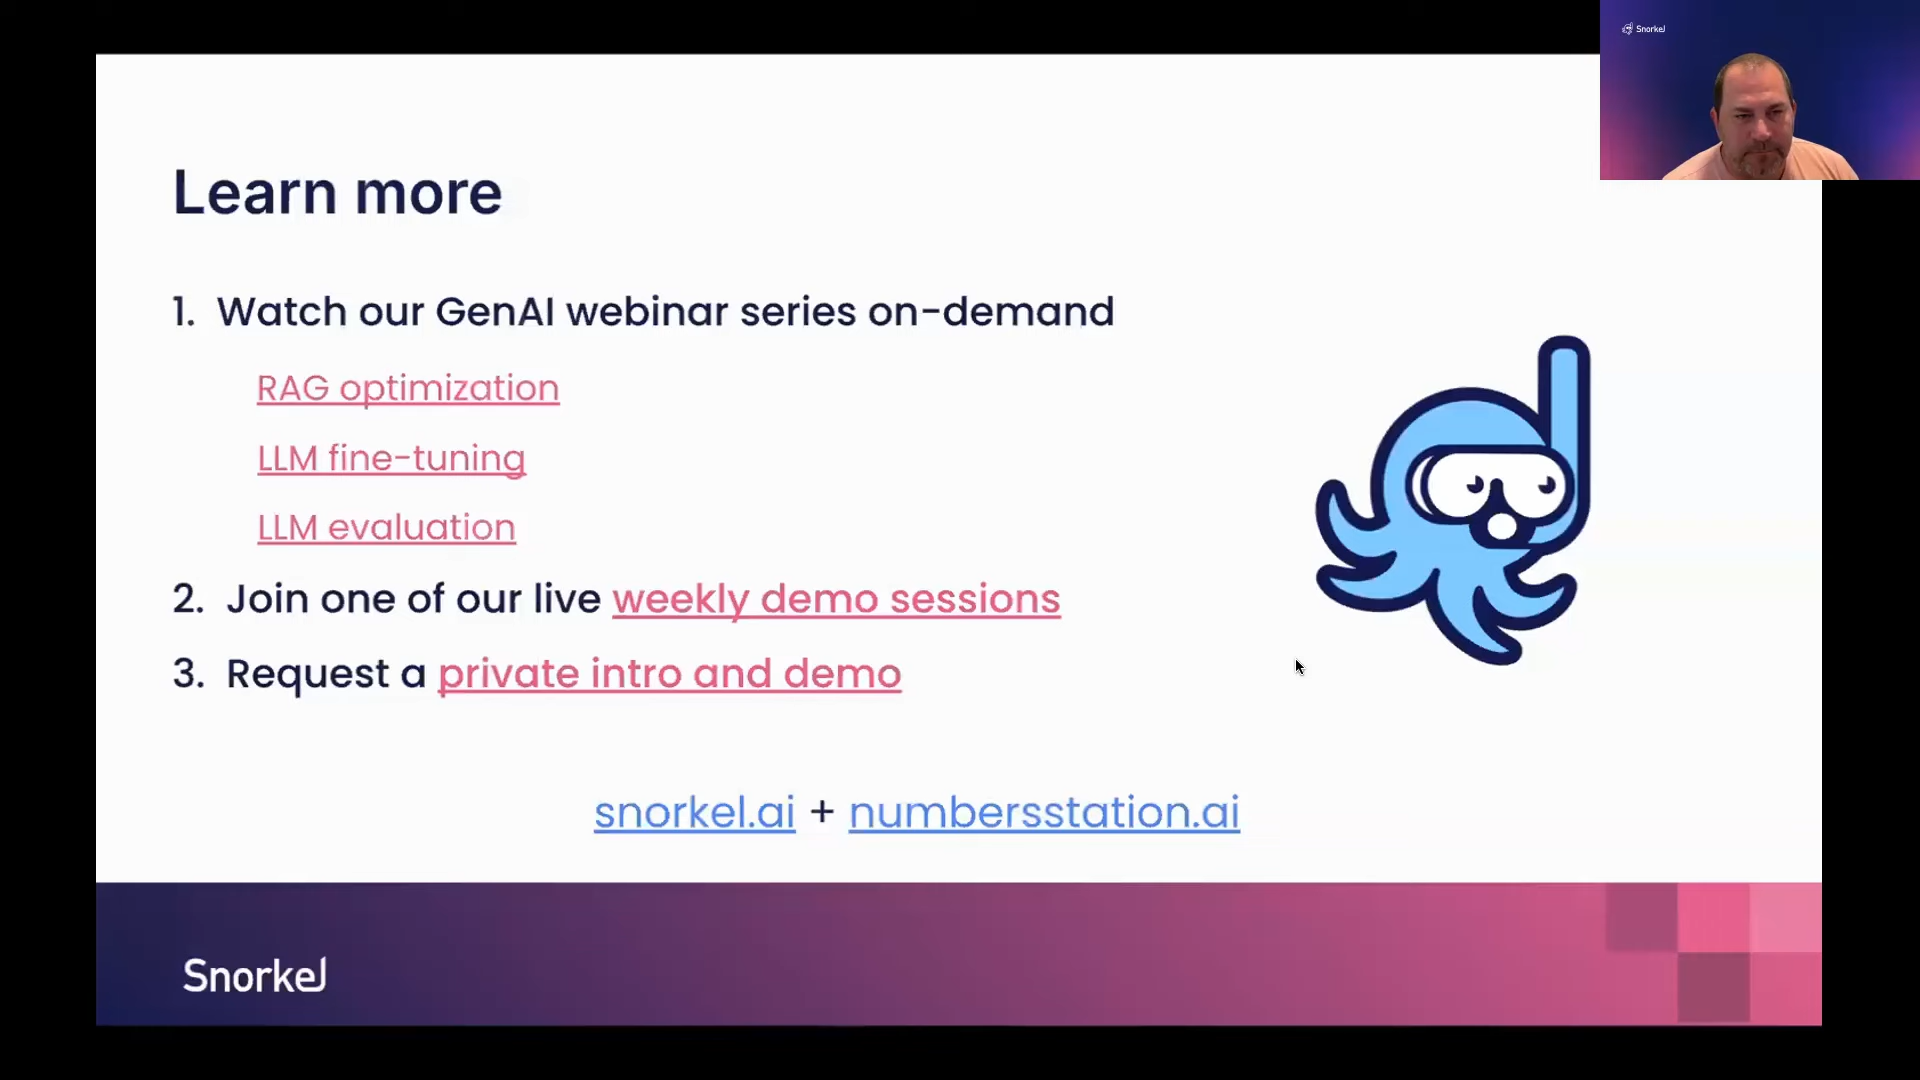 Snorkel
Learn more
1. Watch our GenAI webinar series on-demand
RAG optimization
LLM fine-tuning
LLM evaluation
2. Join one of our live weekly demo sessions
3. Request a private intro and demo
snorkel.ai + numbersstation.ai
Snorkel